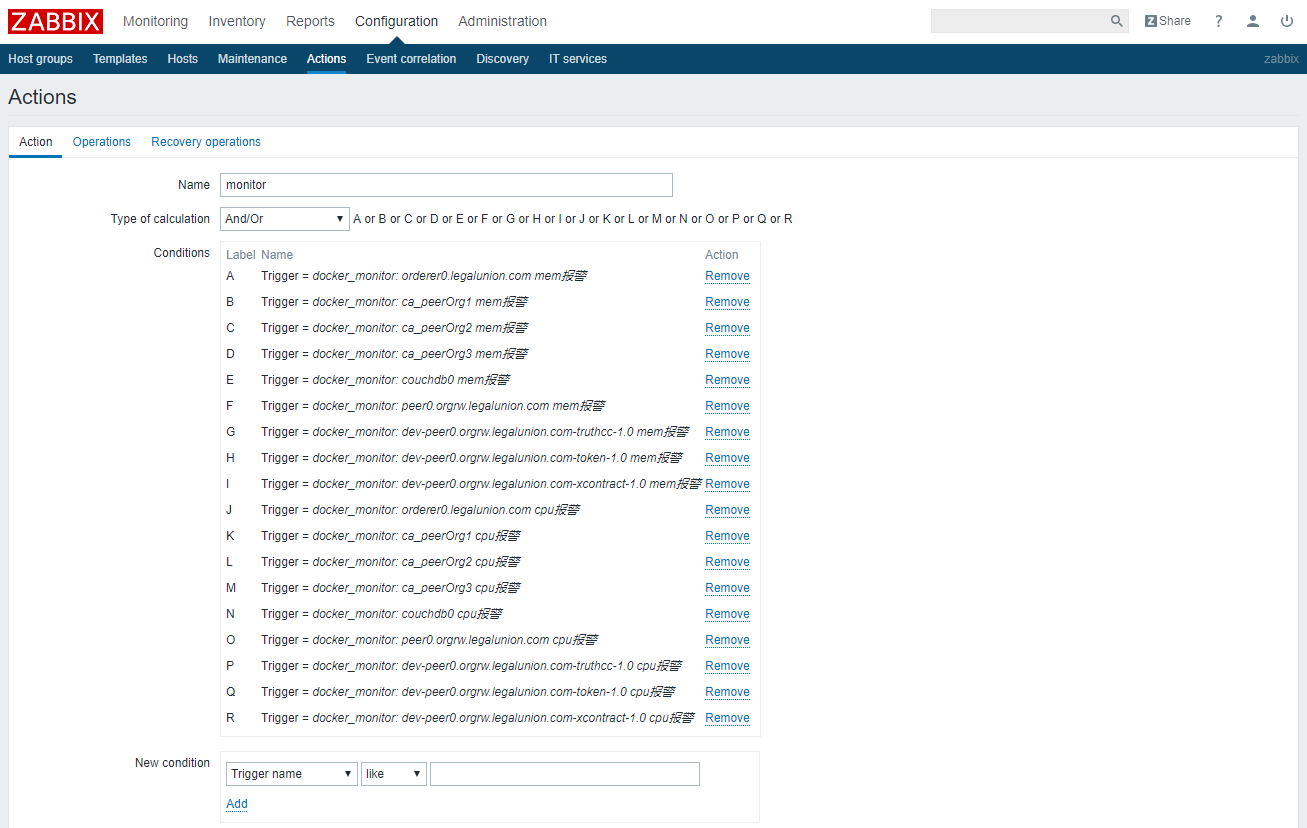 ZABBIX Monitoring Inventory Reports Configuration Administration Z Share ?
Host groups Templates Hosts Maintenance Actions Event correlation Discovery IT services zabbix
Actions
Action Operations Recovery operations
Name monitor
Type of calculation And/Or A or B or C or D or E or F or G or H or I or J or K or L or M or N or O or P or Q or R
Conditions Label Name Action
A Trigger = docker_monitor: orderer0.legalunion.com mem报警 Remove
B Trigger = docker_monitor: ca_peerOrg1 mem报警 Remove
C Trigger = docker_monitor: ca_peerOrg2 mem报警 Remove
D Trigger = docker_monitor: ca_peerOrg3 mem报警 Remove
E Trigger = docker_monitor: couchdb0 mem报警 Remove
F Trigger = docker_monitor: peer0.orgrw.legalunion.com mem报警 Remove
G Trigger = docker_monitor: dev-peer0.orgrw.legalunion.com-truthcc-1.0 mem报警 Remove
H Trigger = docker_monitor: dev-peer0.orgrw.legalunion.com-token-1.0 mem报警 Remove
I Trigger = docker_monitor: dev-peer0.orgrw.legalunion.com-xcontract-1.0 mem报警 Remove
J Trigger = docker_monitor: orderer0.legalunion.com cpu报警 Remove
K Trigger = docker_monitor: ca_peerOrg1 cpu报警 Remove
L Trigger = docker_monitor: ca_peerOrg2 cpu报警 Remove
M Trigger = docker_monitor: ca_peerOrg3 cpu报警 Remove
N Trigger = docker_monitor: couchdb0 cpu报警 Remove
O Trigger = docker_monitor: peer0.orgrw.legalunion.com cpu报警 Remove
P Trigger = docker_monitor: dev-peer0.orgrw.legalunion.com-truthcc-1.0 cpu报警 Remove
Q Trigger = docker_monitor: dev-peer0.orgrw.legalunion.com-token-1.0 cpu报警 Remove
R Trigger = docker_monitor: dev-peer0.orgrw.legalunion.com-xcontract-1.0 cpu报警 Remove
New condition Trigger name like
Add